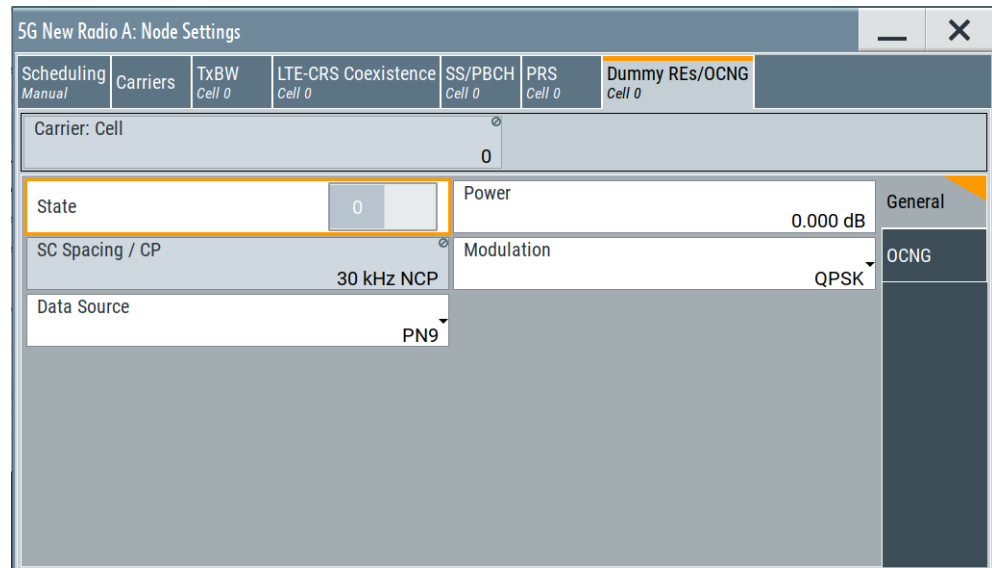 5G New Radio A: Node Settings
Scheduling
Manual
Carriers
TxBW
Cell 0
LTE-CRS Coexistence
Cell 0
SS/PBCH
Cell 0
PRS
Cell 0
Dummy REs/OCNG
Cell 0
Carrier: Cell
0
State
0
Power
0.000 dB
General
SC Spacing / CP
30 kHz NCP
Modulation
QPSK
OCNG
Data Source
PN9